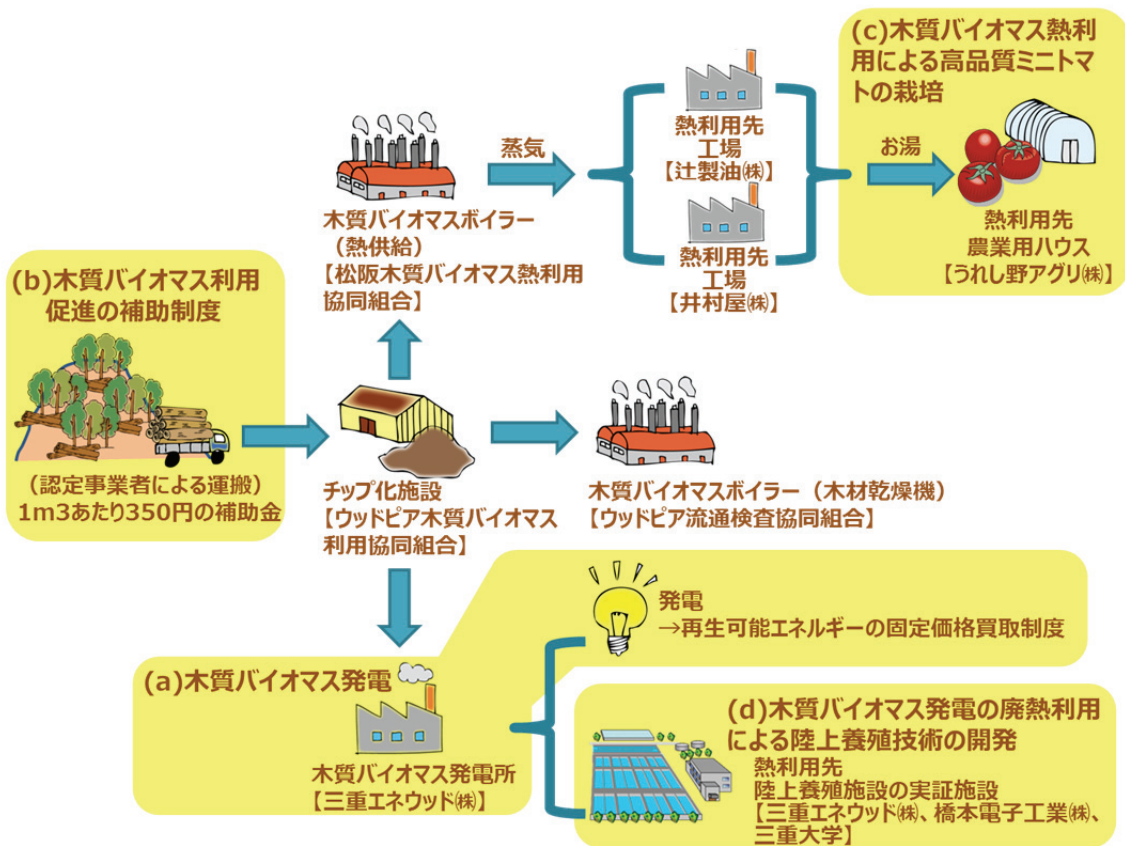 (c)木質バイオマス熱利
用による高品質ミニトマ
トの栽培
お湯
熱利用先
農業用ハウス
【うれし野アグリ㈱】
熱利用先
工場
【辻製油㈱】
熱利用先
工場
【井村屋㈱】
蒸気
木質バイオマスボイラー
（熱供給）
【松阪木質バイオマス熱利用
協同組合】
(b)木質バイオマス利用
促進の補助制度
（認定事業者による運搬）
1m3あたり350円の補助金
チップ化施設
【ウッドピア木質バイオマス
利用協同組合】
木質バイオマスボイラー（木材乾燥機）
【ウッドピア流通検査協同組合】
発電
→再生可能エネルギーの固定価格買取制度
(a)木質バイオマス発電
木質バイオマス発電所
【三重エネウッド㈱】
(d)木質バイオマス発電の廃熱利用
による陸上養殖技術の開発
熱利用先
陸上養殖施設の実証施設
【三重エネウッド㈱、橋本電子工業㈱、
三重大学】